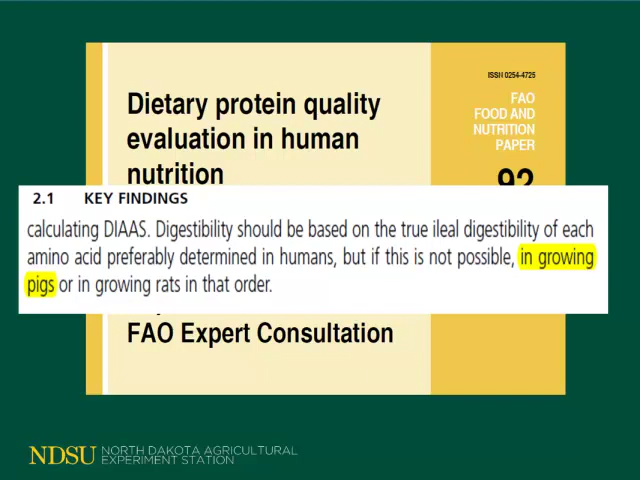 Dietary protein quality
evaluation in human
nutrition
ISSN 0254-4725
FAO
FOOD AND
NUTRITION
PAPER
92
2.1 KEY FINDINGS
calculating DIAAS. Digestibility should be based on the true ileal digestibility of each
amino acid preferably determined in humans, but if this is not possible, in growing
pigs or in growing rats in that order.
FAO Expert Consultation
NDSU NORTH DAKOTA AGRICULTURAL
EXPERIMENT STATION